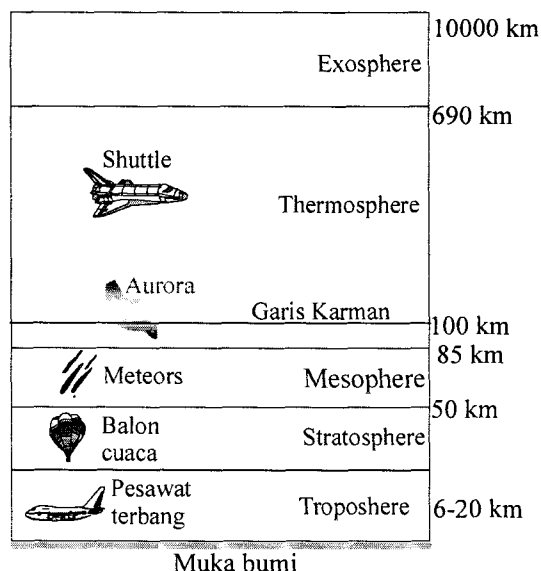 10000 km
Exosphere
690 km
Shuttle
Thermosphere
Aurora
Garis Karman
100 km
85 km
Meteors
Mesophere
50 km
Balon
cuaca
Stratosphere
Pesawat
terbang
Troposhere
6-20 km
Muka bumi